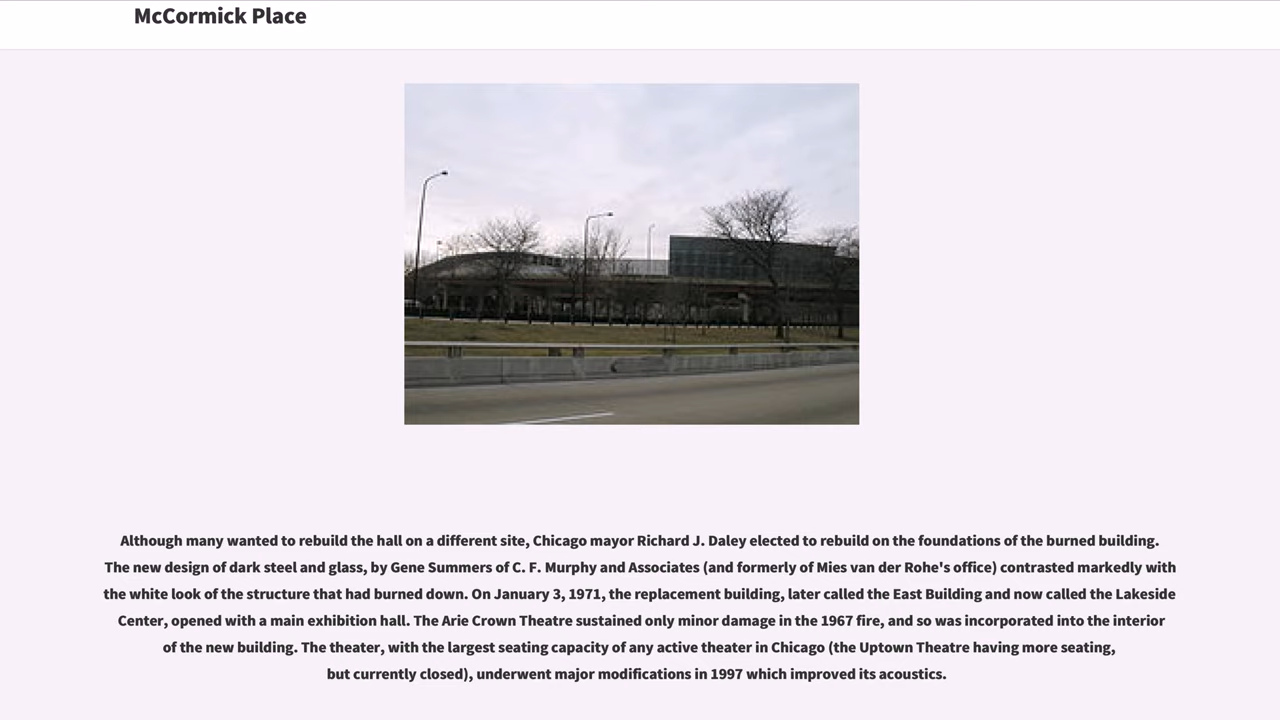 McCormick Place
Although many wanted to rebuild the hall on a different site, Chicago mayor Richard J. Daley elected to rebuild on the foundations of the burned building.
The new design of dark steel and glass, by Gene Summers of C. F. Murphy and Associates (and formerly of Mies van der Rohe's office) contrasted markedly with
the white look of the structure that had burned down. On January 3, 1971, the replacement building, later called the East Building and now called the Lakeside
Center, opened with a main exhibition hall. The Arie Crown Theatre sustained only minor damage in the 1967 fire, and so was incorporated into the interior
of the new building. The theater, with the largest seating capacity of any active theater in Chicago (the Uptown Theatre having more seating,
but currently closed), underwent major modifications in 1997 which improved its acoustics.